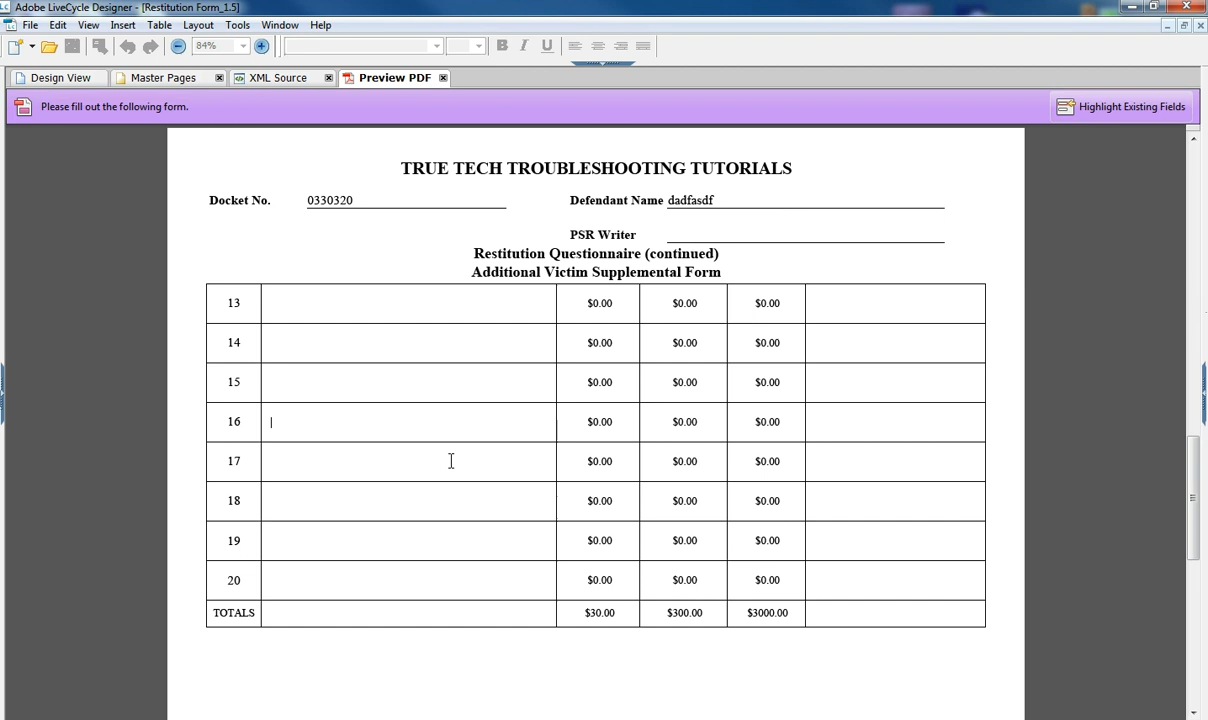 Adobe LiveCycle Designer - [Restitution Form_1.5]
File Edit View Insert Table Layout Tools Window Help
84% B I U
Design View Master Pages XML Source Preview PDF
Please fill out the following form. Highlight Existing Fields
TRUE TECH TROUBLESHOOTING TUTORIALS
Docket No. 0330320 Defendant Name dadfasdf
PSR Writer
Restitution Questionnaire (continued)
Additional Victim Supplemental Form
13 $0.00 $0.00 $0.00
14 $0.00 $0.00 $0.00
15 $0.00 $0.00 $0.00
16 $0.00 $0.00 $0.00
17 $0.00 $0.00 $0.00
18 $0.00 $0.00 $0.00
19 $0.00 $0.00 $0.00
20 $0.00 $0.00 $0.00
TOTALS $30.00 $300.00 $3000.00